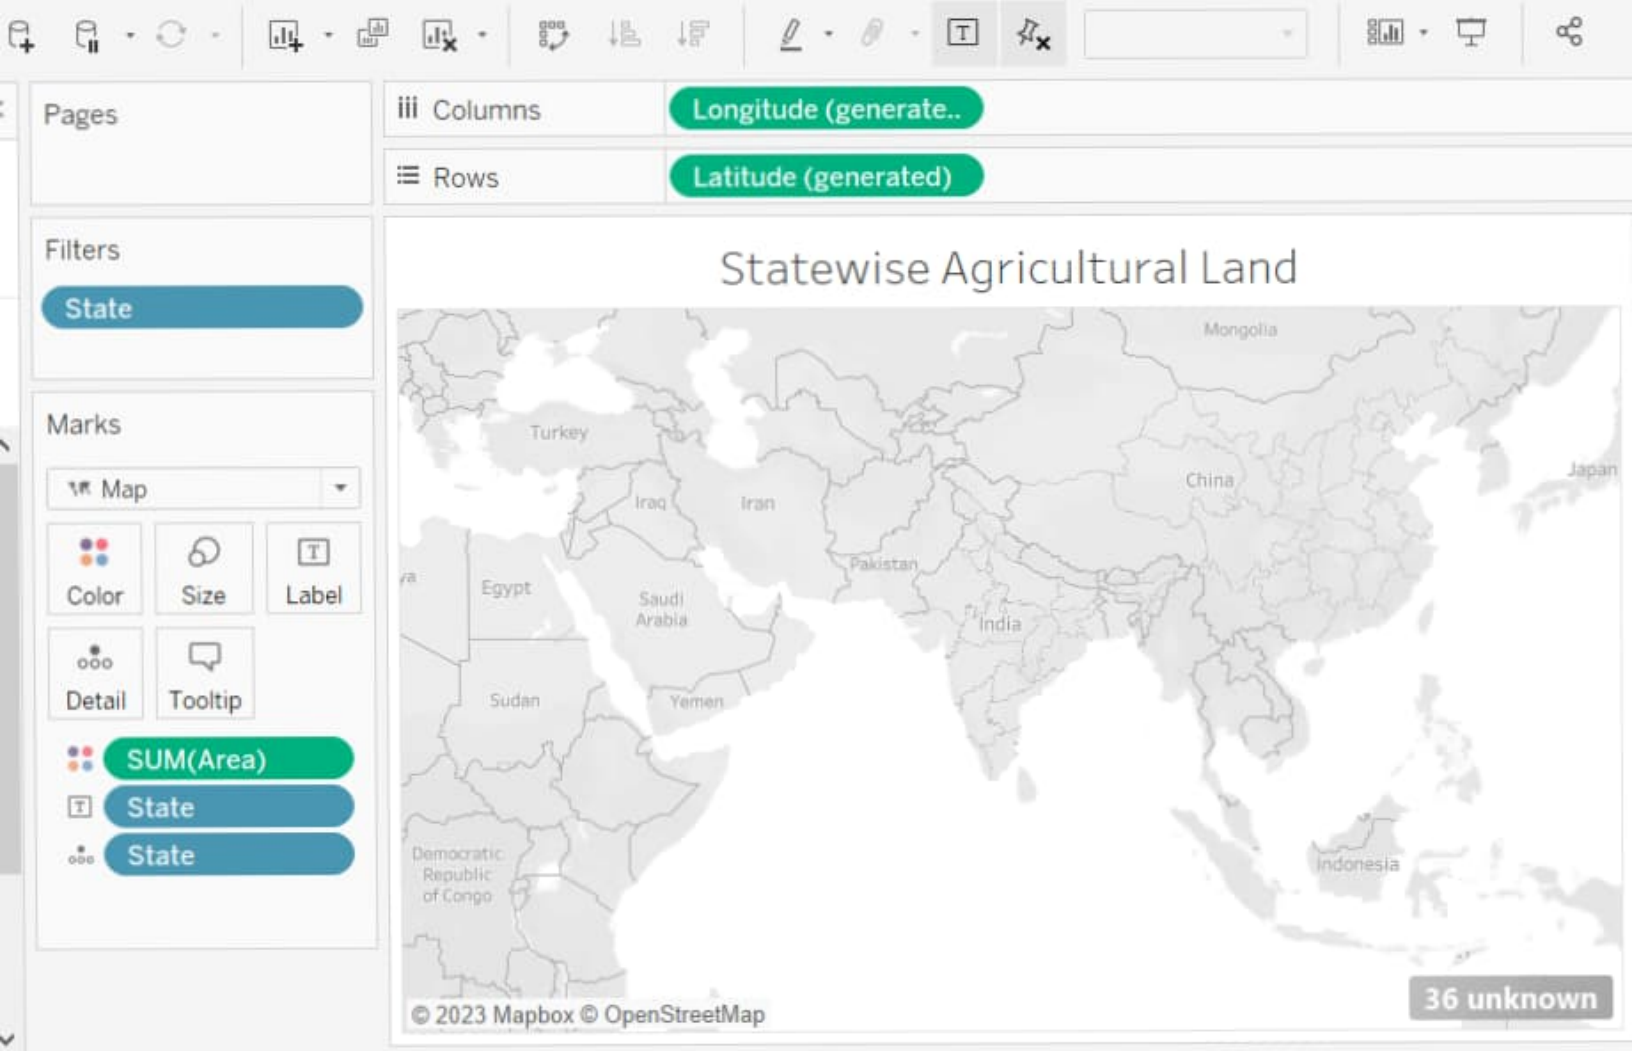 Pages
Columns
Longitude (generate..
Rows
Latitude (generated)
Filters
State
Statewise Agricultural Land
Marks
Map
Color
Size
Label
Detail
Tooltip
SUM(Area)
State
State
Mongolia
Turkey
China
Japan
Iraq
Iran
Pakistan
ya
Egypt
Saudi
Arabia
India
Sudan
Yemen
Democratic
Republic
of Congo
Indonesia
36 unknown
© 2023 Mapbox © OpenStreetMap